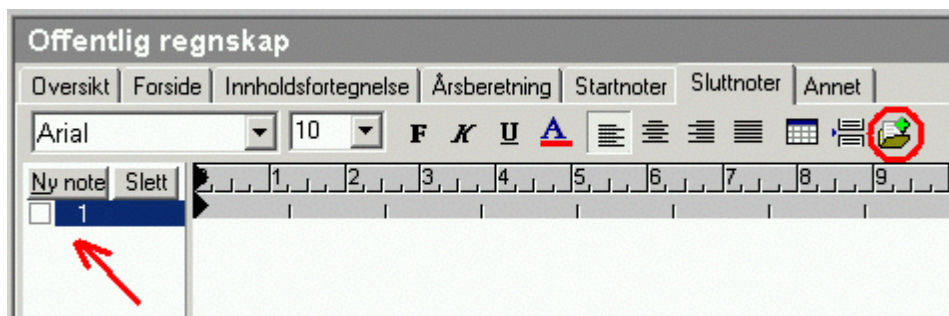 Offentlig regnskap
Oversikt Forside Innholdsfortegnelse Årsberetning Startnoter Sluttnoter Annet
Arial 10 F K U A
Ny note Slett 1 2 3 4 5 6 7 8 9
1